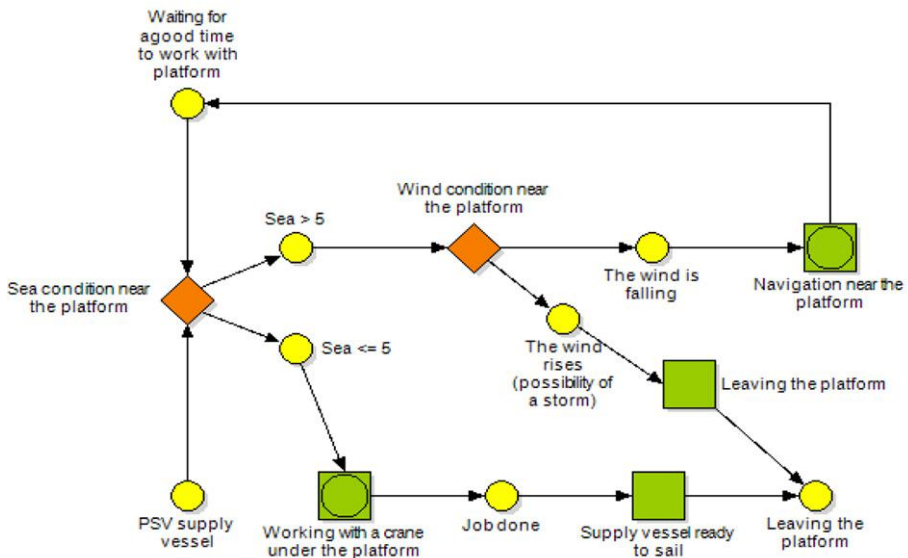 Waiting for
agood time
to work with
platform
Wind condition near
the platform
Sea > 5
Sea condition near
the platform
The wind is
falling
Navigation near the
platform
Sea <= 5
The wind
rises
(possibility of
a storm)
Leaving the platform
PSV supply
vessel
Working with a crane
under the platform
Job done
Supply vessel ready
to sail
Leaving the
platform